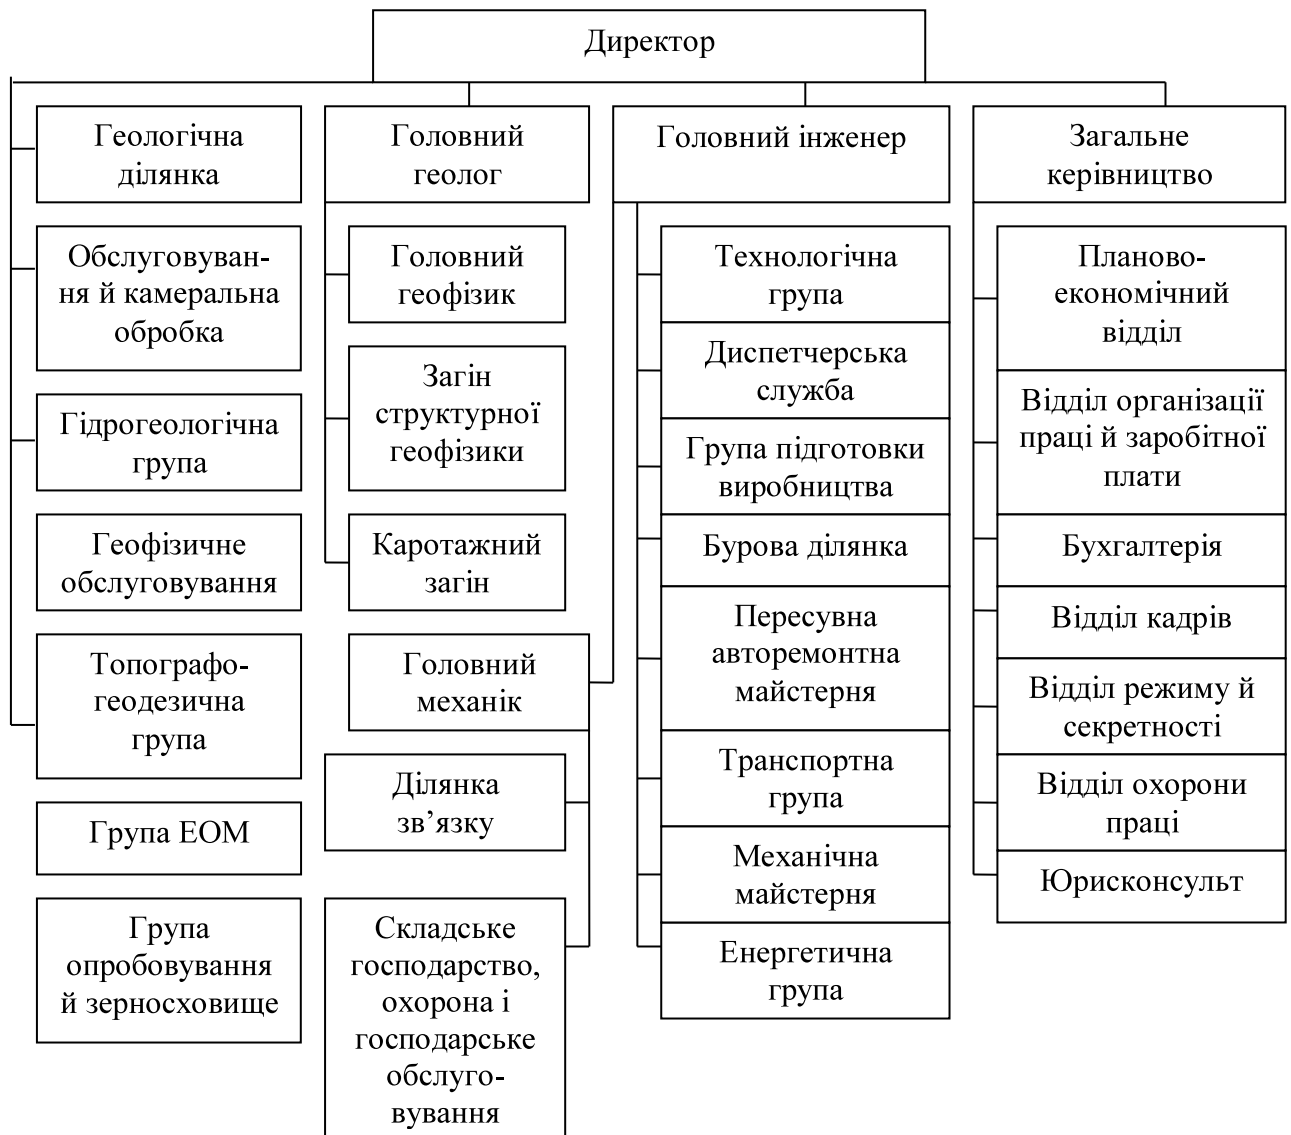 Директор
Геологічна
ділянка
Обслуговуван-
ня й камеральна
обробка
Гідрогеологічна
група
Геофізичне
обслуговування
Топографо-
геодезична
група
Група ЕОМ
Група
опробовування
й зерносховище
Головний
геолог
Головний
геофізик
Загін
структурної
геофізики
Каротажний
загін
Головний
механік
Ділянка
зв’язку
Складське
господарство,
охорона і
господарське
обслуго-
вування
Головний інженер
Технологічна
група
Диспетчерська
служба
Група підготовки
виробництва
Бурова ділянка
Пересувна
авторемонтна
майстерня
Транспортна
група
Механічна
майстерня
Енергетична
група
Загальне
керівництво
Планово-
економічний
відділ
Відділ організації
праці й заробітної
плати
Бухгалтерія
Відділ кадрів
Відділ режиму й
секретності
Відділ охорони
праці
Юрисконсульт